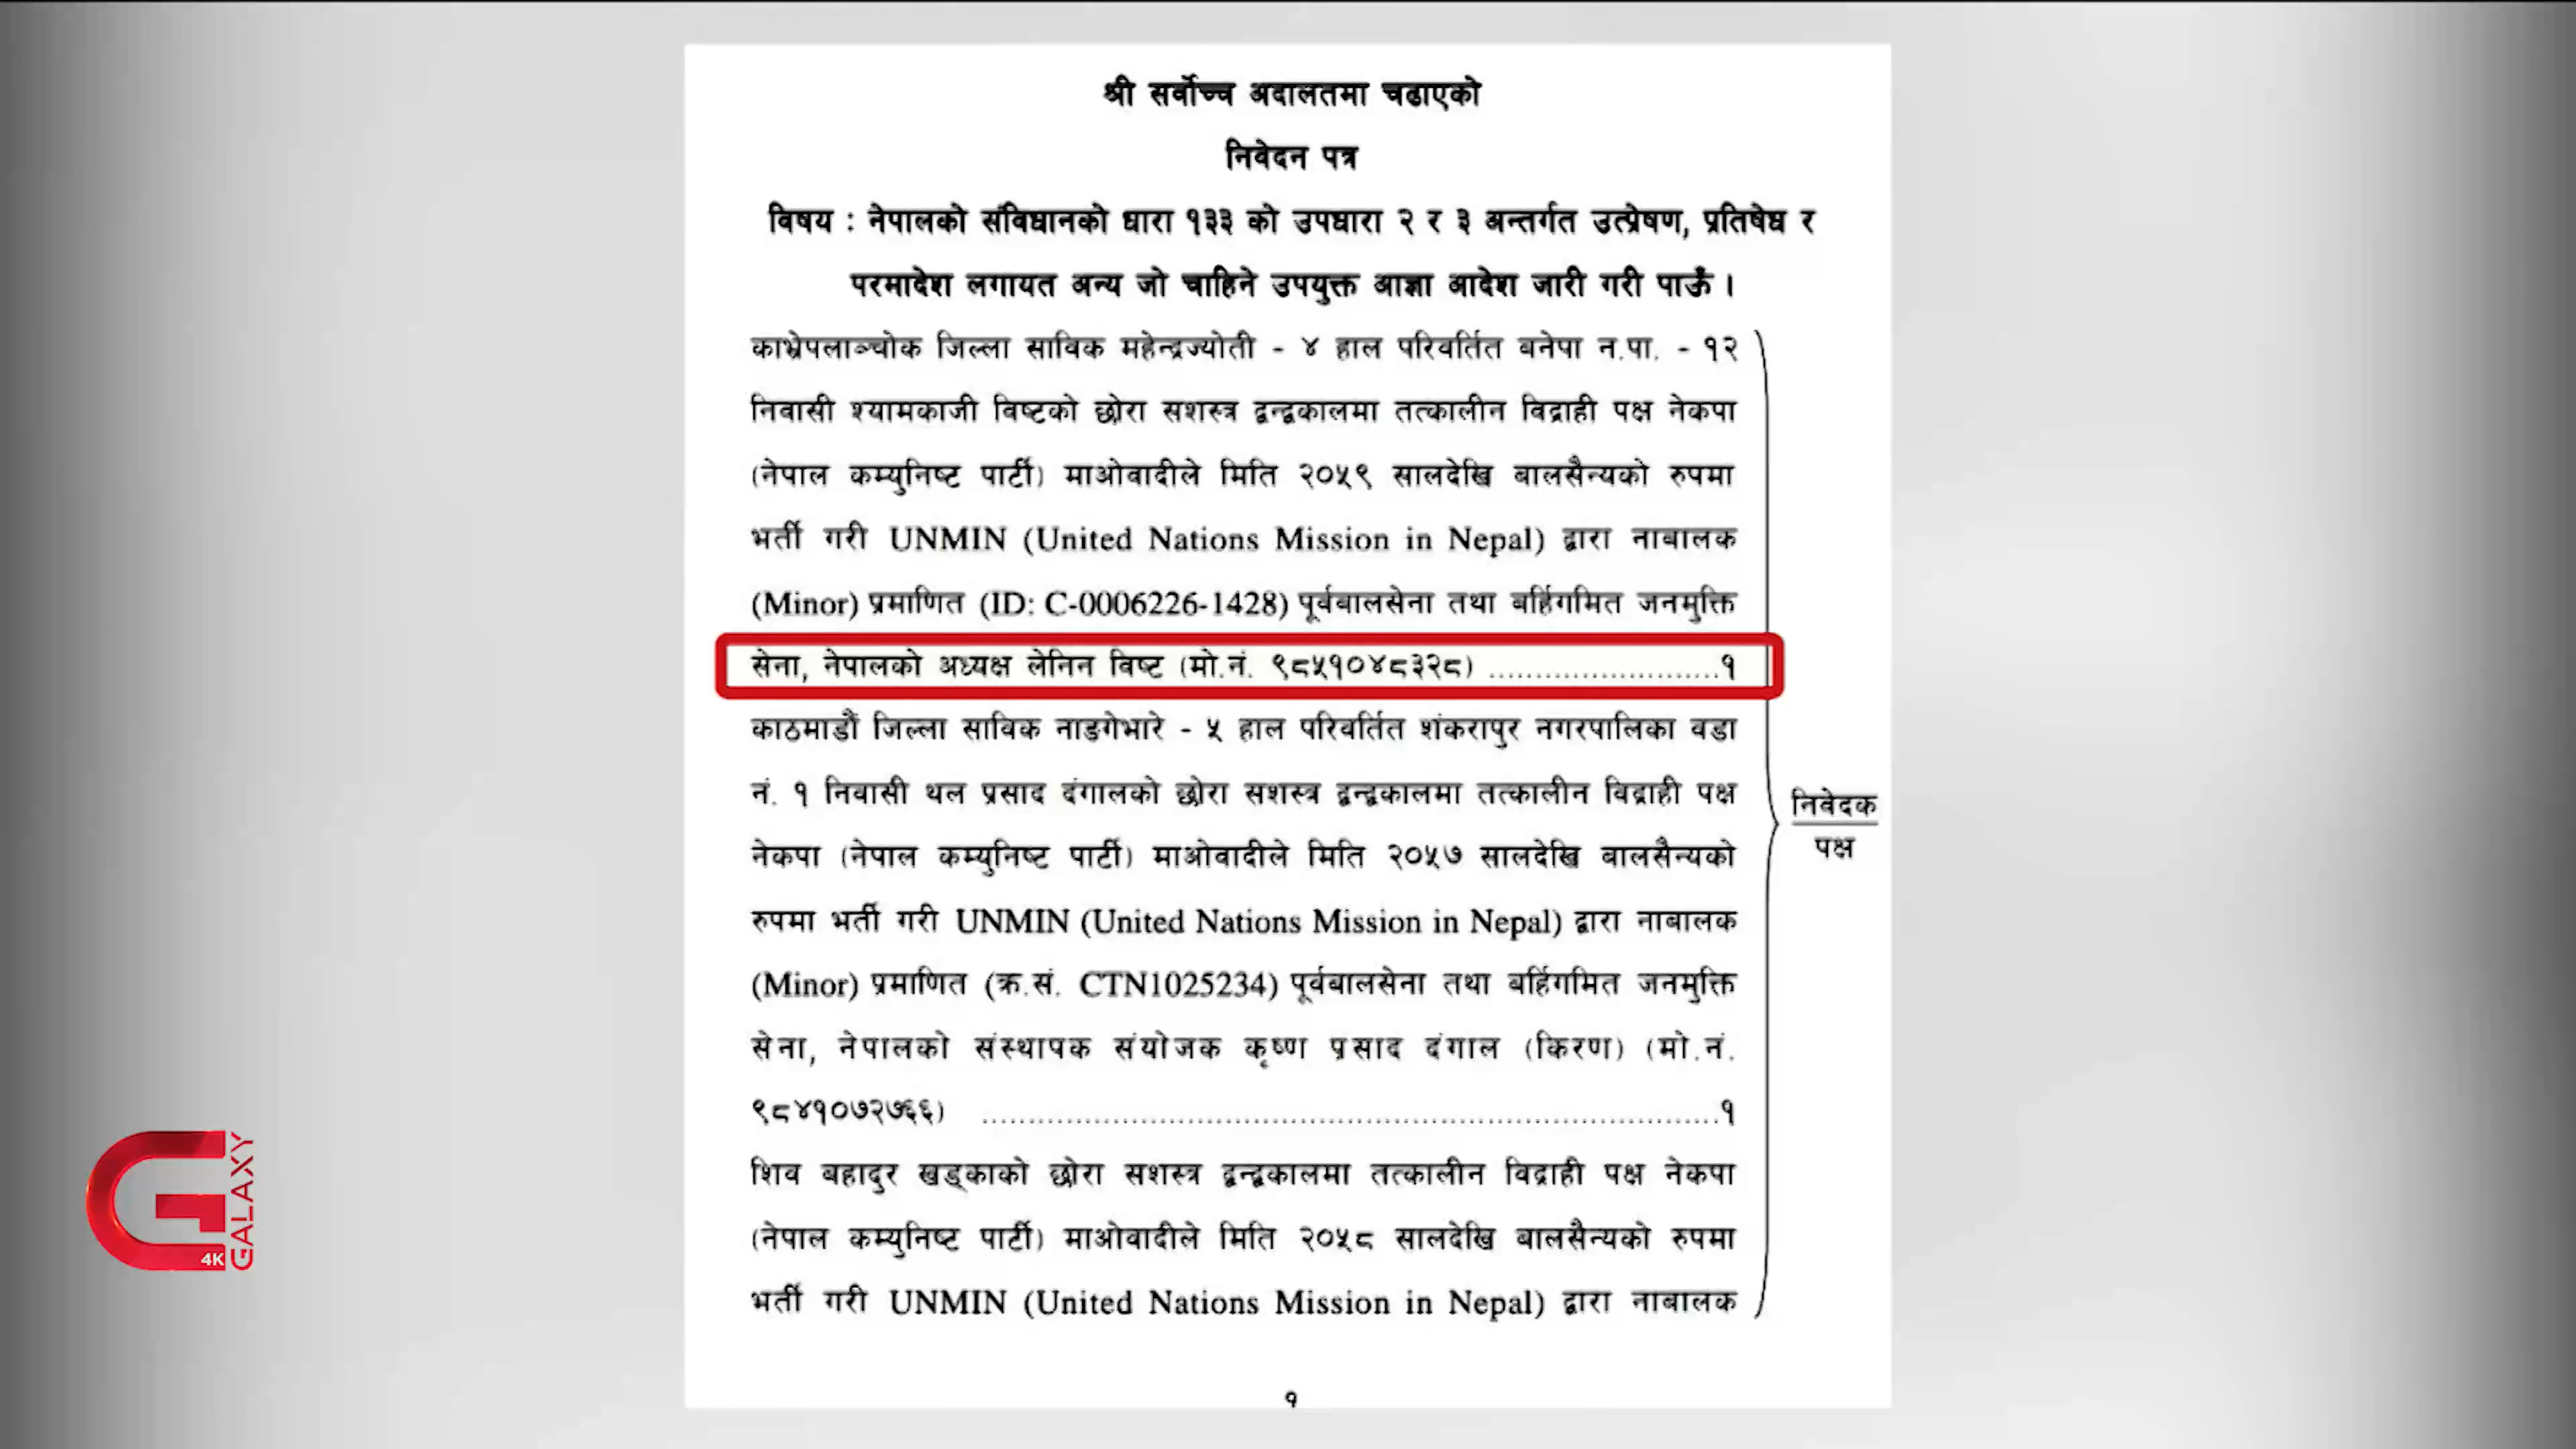 श्री सर्वोच्च अदालतमा चढाएको
निवेदन पत्र
विषय : नेपालको संविधानको धारा १३३ को उपधारा २ र ३ अन्तर्गत उत्प्रेषण, प्रतिषेध र
परमादेश लगायत अन्य जो चाहिने उपयुक्त आज्ञा आदेश जारी गरी पाऊँ ।
काभ्रेपलाञ्चोक जिल्ला साविक महेन्द्रज्योती - ४ हाल परिवर्तित बनेपा न.पा. - १२
निवासी श्यामकाजी विष्टको छोरा सशस्त्र द्वन्द्वकालमा तत्कालीन विद्राही पक्ष नेकपा
(नेपाल कम्युनिष्ट पार्टी) माओवादीले मिति २०५९ सालदेखि बालसैन्यको रुपमा
भर्ती गरी UNMIN (United Nations Mission in Nepal) द्वारा नाबालक
(Minor) प्रमाणित (ID: C-0006226-1428) पूर्वबालसेना तथा बर्हिगमित जनमुक्ति
सेना, नेपालको अध्यक्ष लेनिन विष्ट (मो.नं. ९८५१०४८३२८) .........................१
काठमाडौं जिल्ला साविक नाङगेभारे - ५ हाल परिवर्तित शंकरापुर नगरपालिका वडा
नं. १ निवासी थल प्रसाद दंगालको छोरा सशस्त्र द्वन्द्वकालमा तत्कालीन विद्राही पक्ष
नेकपा (नेपाल कम्युनिष्ट पार्टी) माओवादीले मिति २०५७ सालदेखि बालसैन्यको
रुपमा भर्ती गरी UNMIN (United Nations Mission in Nepal) द्वारा नाबालक
(Minor) प्रमाणित (क्र.सं. CTN1025234) पूर्वबालसेना तथा बर्हिगमित जनमुक्ति
सेना, नेपालको संस्थापक संयोजक कृष्ण प्रसाद दंगाल (किरण) (मो.नं.
९८४१०७२७६६) ................................................................................१
शिव बहादुर खड्काको छोरा सशस्त्र द्वन्द्वकालमा तत्कालीन विद्राही पक्ष नेकपा
(नेपाल कम्युनिष्ट पार्टी) माओवादीले मिति २०५८ सालदेखि बालसैन्यको रुपमा
भर्ती गरी UNMIN (United Nations Mission in Nepal) द्वारा नाबालक
निवेदक
पक्ष
१
G
4K
GALAXY